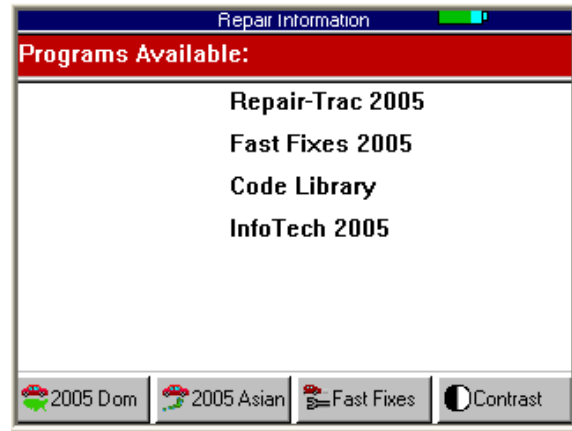 Repair Information
Programs Available:
Repair-Trac 2005
Fast Fixes 2005
Code Library
InfoTech 2005
2005 Dom
2005 Asian
Fast Fixes
Contrast